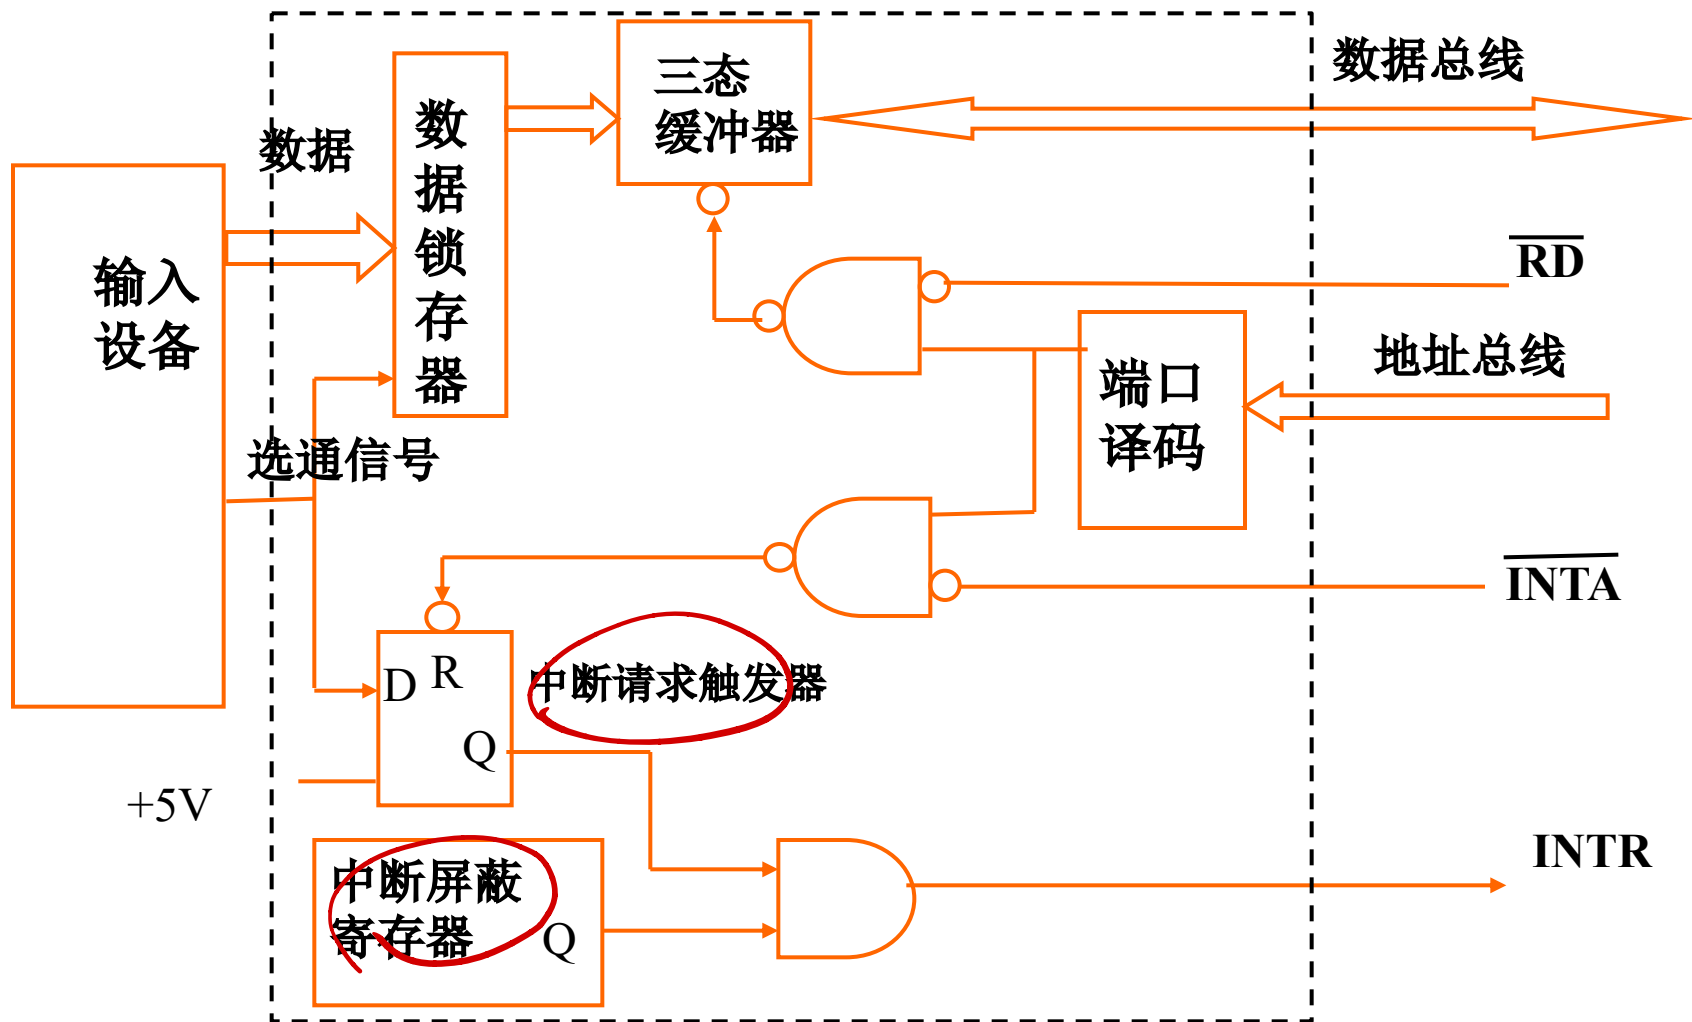 三态
缓冲器
数据总线
数据
数
据
锁
存
器
输入
设备
RD
地址总线
端口
译码
选通信号
INTA
D R
中断请求触发器
Q
+5V
中断屏蔽
寄存器
Q
INTR